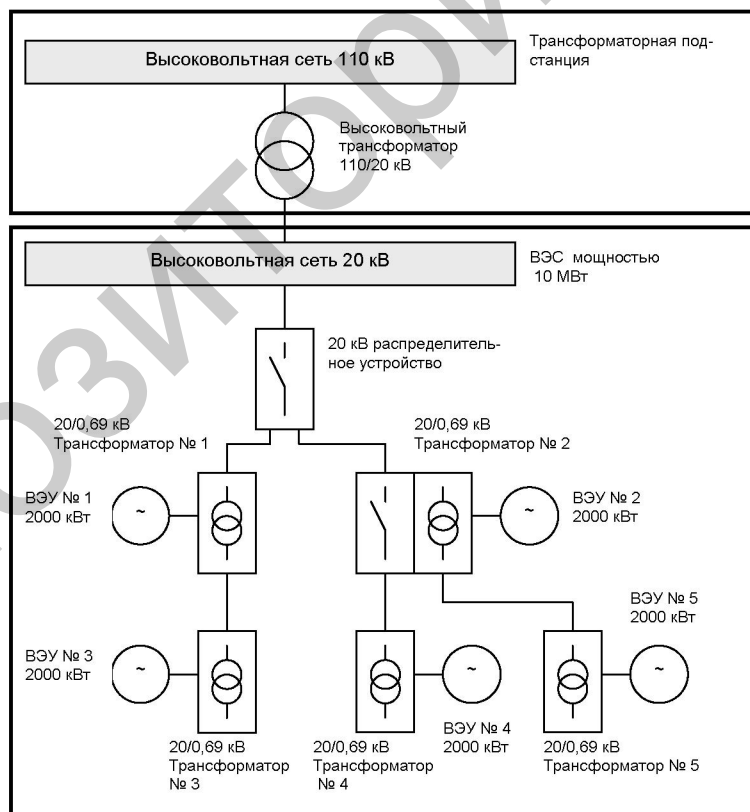 Высоковольтная сеть 110 кВ
Трансформаторная под-
станция
Высоковольтный
трансформатор
110/20 кВ
Высоковольтная сеть 20 кВ
ВЭС мощностью
10 МВт
20 кВ распределитель-
ное устройство
20/0,69 кВ
Трансформатор № 1
20/0,69 кВ
Трансформатор № 2
ВЭУ № 1
2000 кВт
~
~
ВЭУ № 2
2000 кВт
ВЭУ № 5
2000 кВт
ВЭУ № 3
2000 кВт
~
~
~
ВЭУ № 4
2000 кВт
20/0,69 кВ
Трансформатор
№ 3
20/0,69 кВ
Трансформатор
№ 4
20/0,69 кВ
Трансформатор № 5